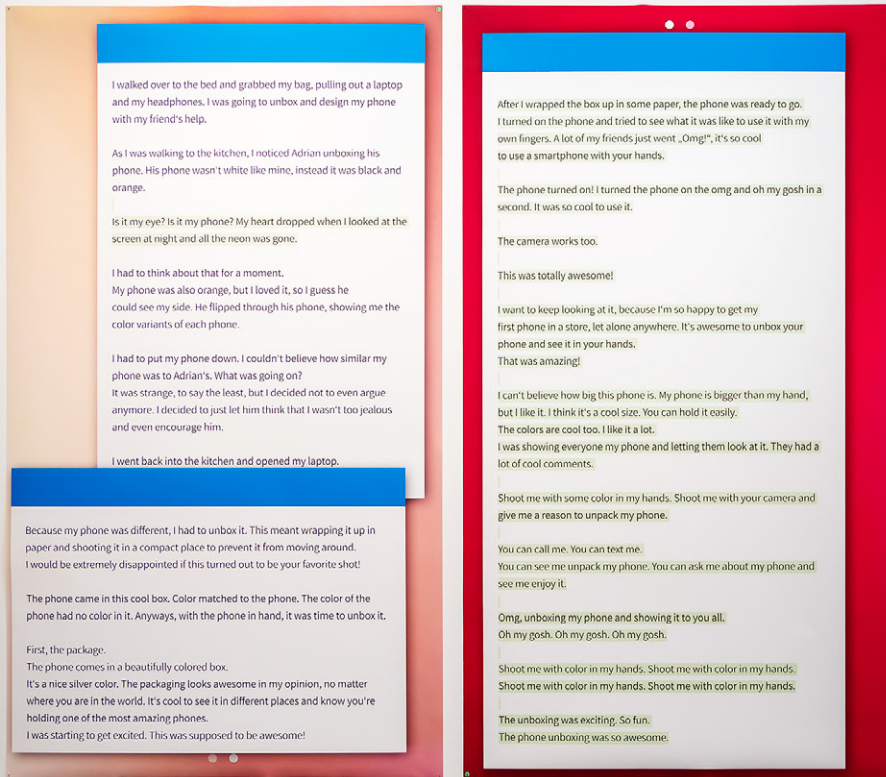 I walked over to the bed and grabbed my bag, pulling out a laptop
and my headphones. I was going to unbox and design my phone
with my friend's help.
As I was walking to the kitchen, I noticed Adrian unboxing his
phone. His phone wasn't white like mine, instead it was black and
orange.
Is it my eye? Is it my phone? My heart dropped when I looked at the
screen at night and all the neon was gone.
I had to think about that for a moment.
My phone was also orange, but I loved it, so I guess he
could see my side. He flipped through his phone, showing me the
color variants of each phone.
I had to put my phone down. I couldn't believe how similar my
phone was to Adrian's. What was going on?
It was strange, to say the least, but I decided not to even argue
anymore. I decided to just let him think that I wasn't too jealous
and even encourage him.
I went back into the kitchen and opened my laptop.
Because my phone was different, I had to unbox it. This meant wrapping it up in
paper and shooting it in a compact place to prevent it from moving around.
I would be extremely disappointed if this turned out to be your favorite shot!
The phone came in this cool box. Color matched to the phone. The color of the
phone had no color in it. Anyways, with the phone in hand, it was time to unbox it.
First, the package.
The phone comes in a beautifully colored box.
It's a nice silver color. The packaging looks awesome in my opinion, no matter
where you are in the world. It's cool to see it in different places and know you're
holding one of the most amazing phones.
I was starting to get excited. This was supposed to be awesome!
After I wrapped the box up in some paper, the phone was ready to go.
I turned on the phone and tried to see what it was like to use it with my
own fingers. A lot of my friends just went „Omg!“, it's so cool
to use a smartphone with your hands.
The phone turned on! I turned the phone on the omg and oh my gosh in a
second. It was so cool to use it.
The camera works too.
This was totally awesome!
I want to keep looking at it, because I'm so happy to get my
first phone in a store, let alone anywhere. It's awesome to unbox your
phone and see it in your hands.
That was amazing!
I can't believe how big this phone is. My phone is bigger than my hand,
but I like it. I think it's a cool size. You can hold it easily.
The colors are cool too. I like it a lot.
I was showing everyone my phone and letting them look at it. They had a
lot of cool comments.
Shoot me with some color in my hands. Shoot me with your camera and
give me a reason to unpack my phone.
You can call me. You can text me.
You can see me unpack my phone. You can ask me about my phone and
see me enjoy it.
Omg, unboxing my phone and showing it to you all.
Oh my gosh. Oh my gosh. Oh my gosh.
Shoot me with color in my hands. Shoot me with color in my hands.
Shoot me with color in my hands. Shoot me with color in my hands.
The unboxing was exciting. So fun.
The phone unboxing was so awesome.